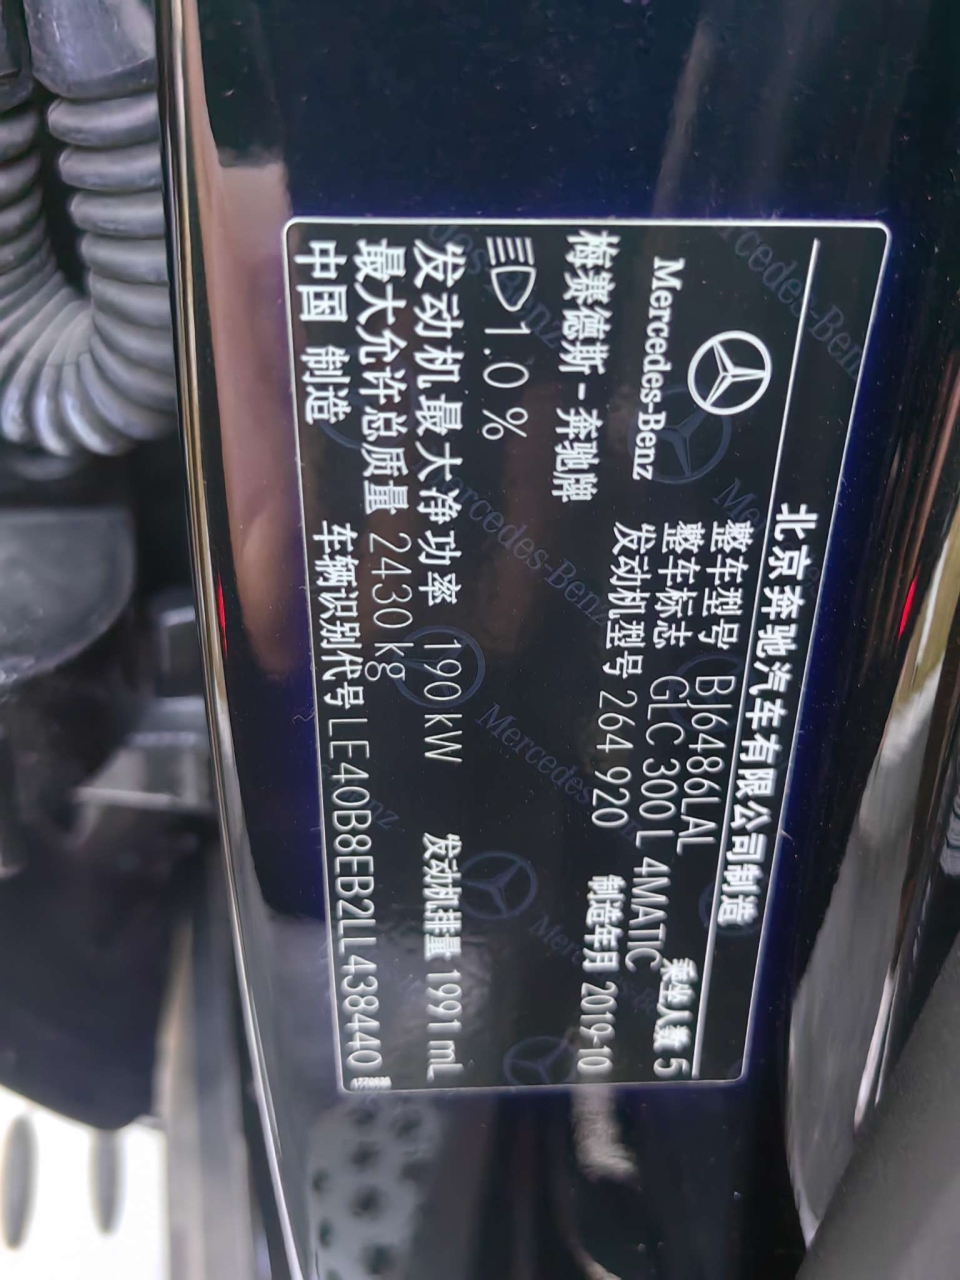 北京奔驰汽车有限公司制造
Mercedes-Benz
整车型号 BJ6486LAL
整车标志 GLC 300 L 4MATIC
乘坐人数 5
发动机型号 264 920
制造年月 2019-10
梅赛德斯-奔驰牌
1.0 %
发动机最大净功率 190 kW 发动机排量 1991 mL
最大允许总质量 2430 kg
中国 制造 车辆识别代号 LE40B8EB2LL438440